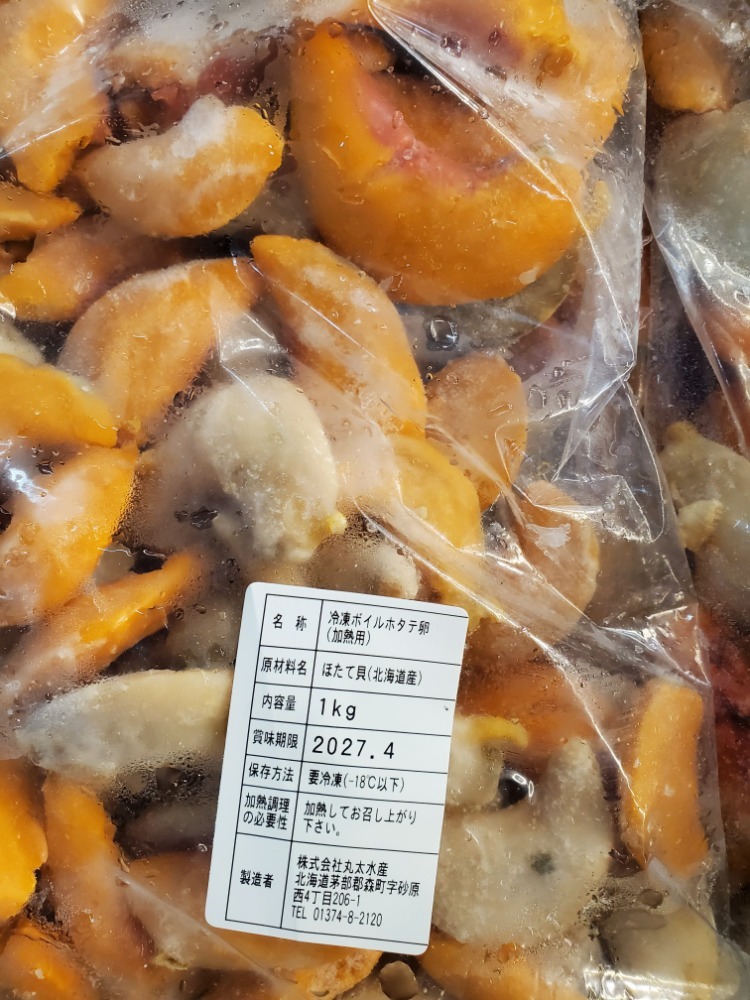 名 称 冷凍ボイルホタテ卵
(加熱用)
原材料名 ほたて貝(北海道産)
内容量 1kg
賞味期限 2027.4
保存方法 要冷凍(-18℃以下)
加熱調理
の必要性
加熱してお召し上がり
下さい。
製造者
株式会社丸太水産
北海道茅部郡森町字砂原
西4丁目206-1
TEL 01374-8-2120